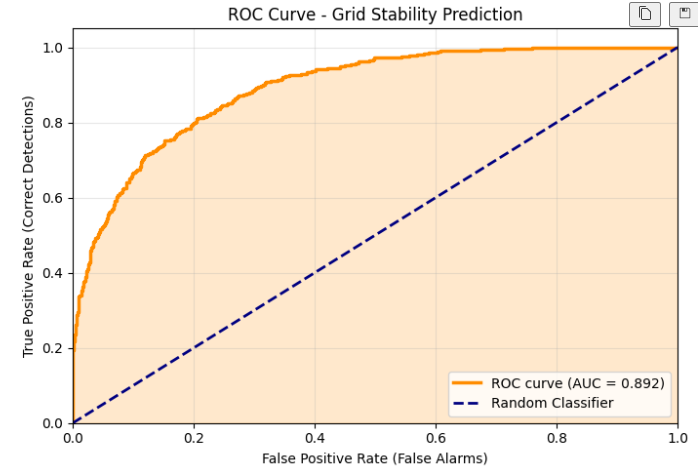 ROC Curve - Grid Stability Prediction
True Positive Rate (Correct Detections)
1.0
0.8
0.6
0.4
0.2
0.0
0.0 0.2 0.4 0.6 0.8 1.0
False Positive Rate (False Alarms)
ROC curve (AUC = 0.892)
Random Classifier